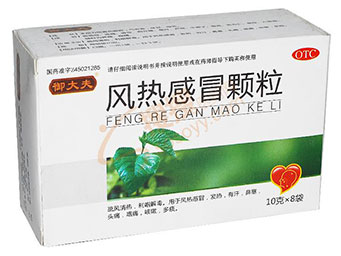 请仔细阅读说明书并按说明使用或在药师指导下购买和使用
OTC
医药准字Z45021285
御大夫
风热感冒颗粒
FENG RE GAN MAO KE LI
疏风清热，利咽解毒。用于风热感冒，发热，有汗，鼻塞，
头痛，咽痛，咳嗽，多痰。
10克×8袋